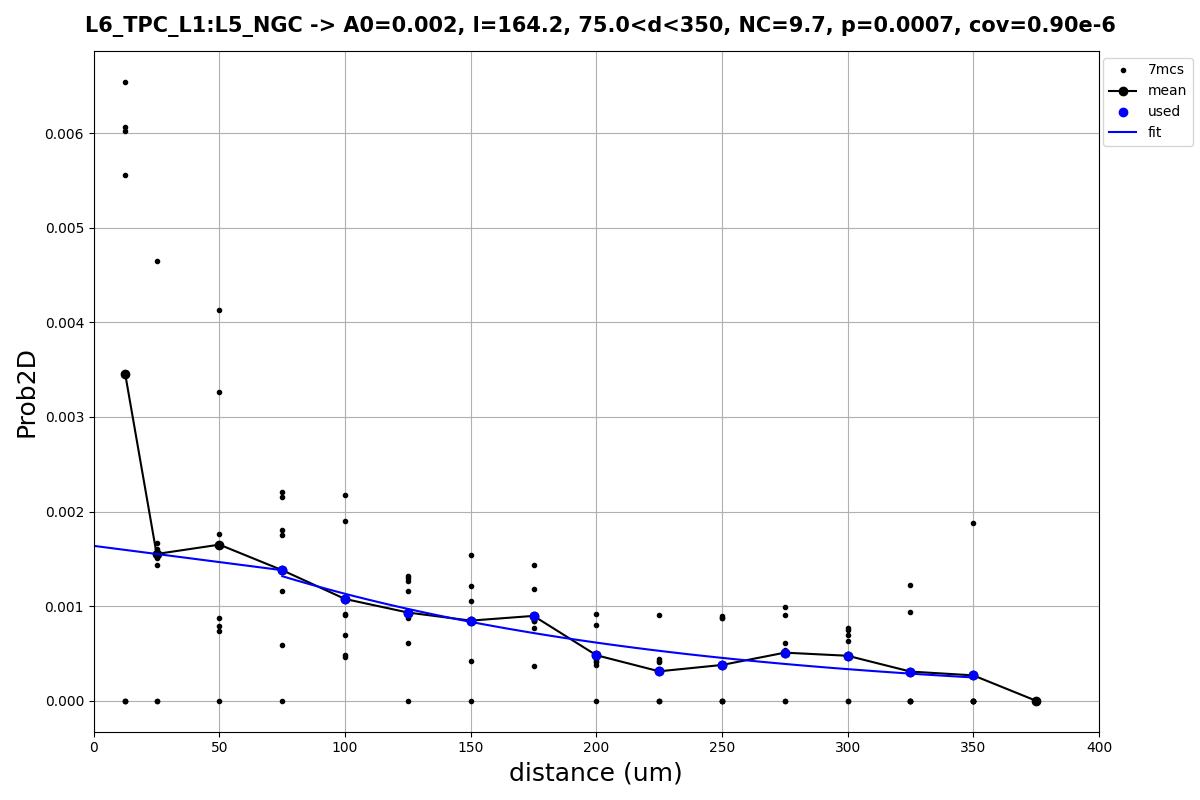 L6_TPC_L1:L5_NGC -> A0=0.002, l=164.2, 75.0<d<350, NC=9.7, p=0.0007, cov=0.90e-6
7mcs
mean
used
fit
0.006
0.005
0.004
0.003
0.002
0.001
0.000
Prob2D
0 50 100 150 200 250 300 350 400
distance (um)